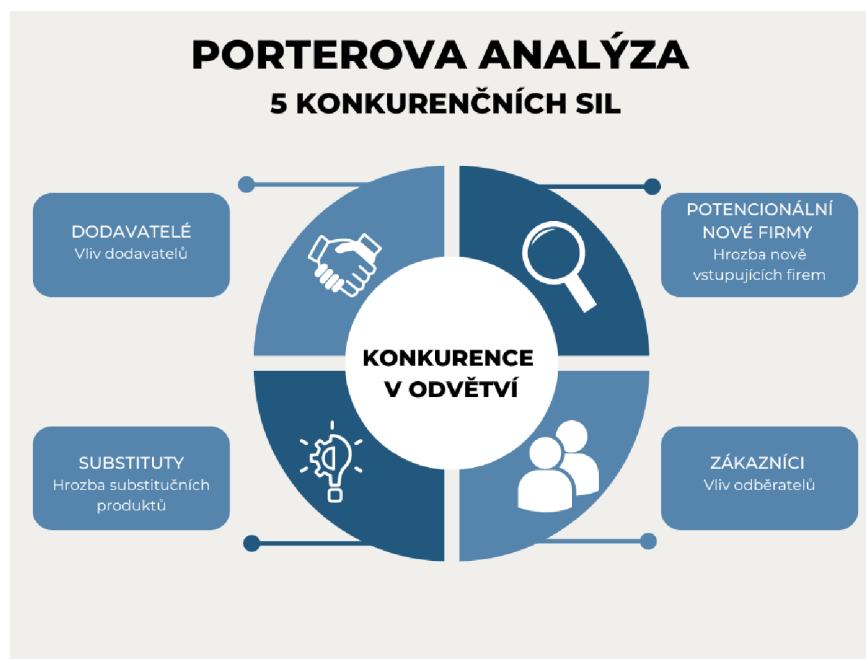 PORTEROVA ANALÝZA
5 KONKURENČNÍCH SIL
DODAVATELÉ
Vliv dodavatelů
POTENCIONÁLNÍ
NOVÉ FIRMY
Hrozba nově
vstupujících firem
KONKURENCE
V ODVĚTVÍ
SUBSTITUTY
Hrozba substitučních
produktů
ZÁKAZNÍCI
Vliv odběratelů